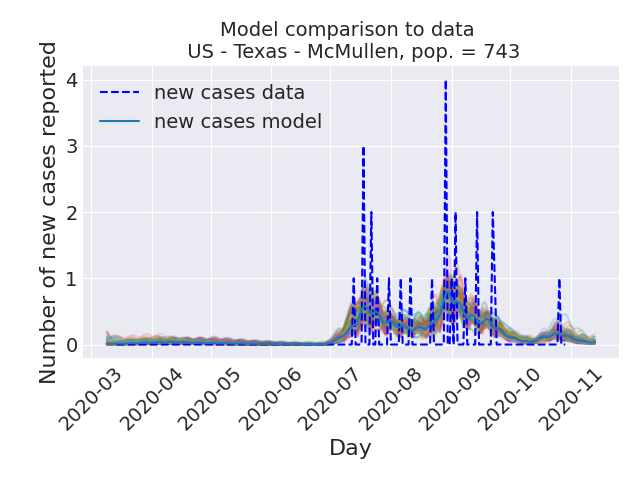 Model comparison to data
US - Texas - McMullen, pop. = 743
Number of new cases reported
4
3
2
1
0
new cases data
new cases model
2020-03
2020-04
2020-05
2020-06
2020-07
2020-08
2020-09
2020-10
2020-11
Day